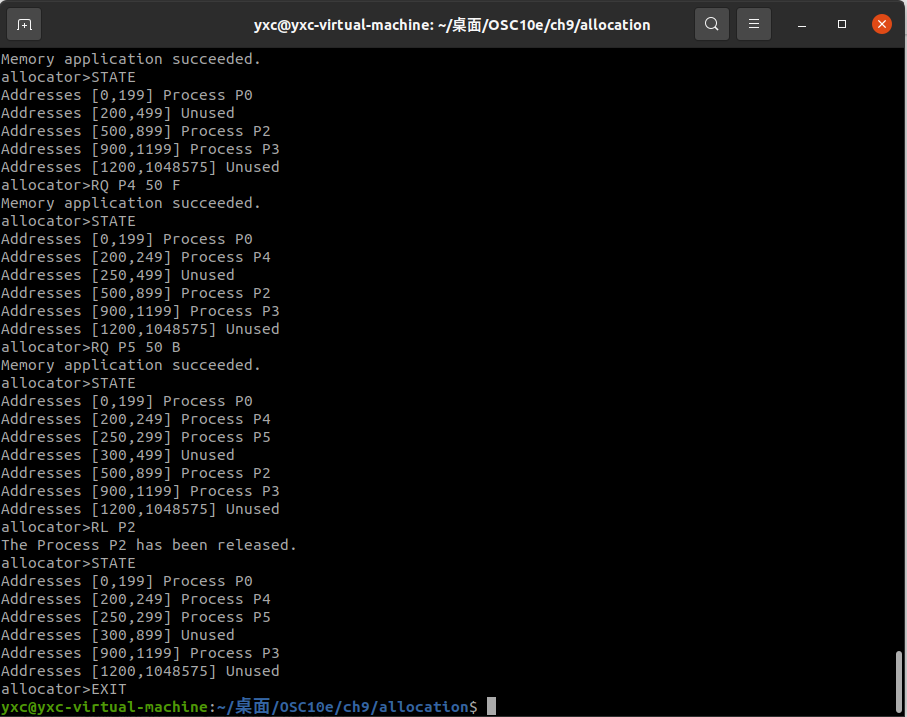 yxc@yxc-virtual-machine: ~/桌面/OSC10e/ch9/allocation
Memory application succeeded.
allocator>STATE
Addresses [0,199] Process P0
Addresses [200,499] Unused
Addresses [500,899] Process P2
Addresses [900,1199] Process P3
Addresses [1200,1048575] Unused
allocator>RQ P4 50 F
Memory application succeeded.
allocator>STATE
Addresses [0,199] Process P0
Addresses [200,249] Process P4
Addresses [250,499] Unused
Addresses [500,899] Process P2
Addresses [900,1199] Process P3
Addresses [1200,1048575] Unused
allocator>RQ P5 50 B
Memory application succeeded.
allocator>STATE
Addresses [0,199] Process P0
Addresses [200,249] Process P4
Addresses [250,299] Process P5
Addresses [300,499] Unused
Addresses [500,899] Process P2
Addresses [900,1199] Process P3
Addresses [1200,1048575] Unused
allocator>RL P2
The Process P2 has been released.
allocator>STATE
Addresses [0,199] Process P0
Addresses [200,249] Process P4
Addresses [250,299] Process P5
Addresses [300,899] Unused
Addresses [900,1199] Process P3
Addresses [1200,1048575] Unused
allocator>EXIT
yxc@yxc-virtual-machine:~/桌面/OSC10e/ch9/allocation$